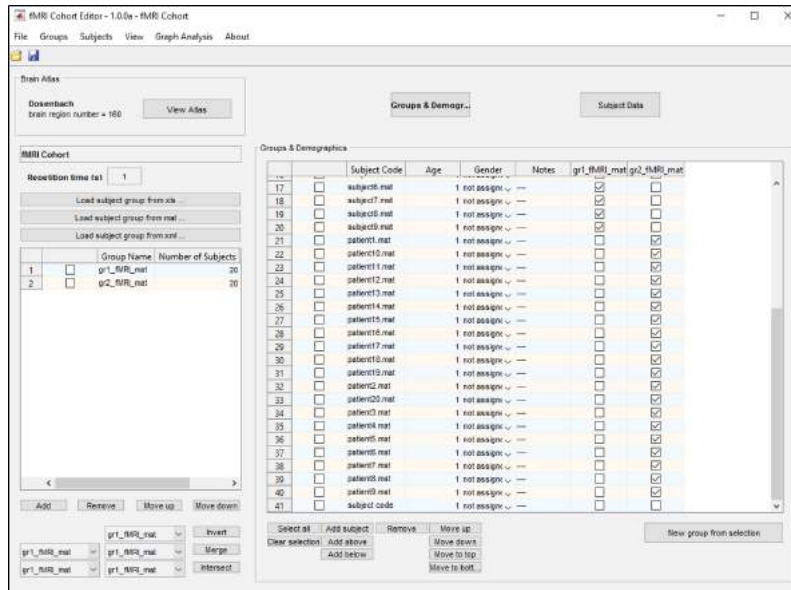 fMRI Cohort Editor - 1.0.0a - fMRI Cohort
File Groups Subjects View Graph Analysis About
Brain Atlas
Dosenbach
brain region number = 160
View Atlas
Groups & Demogr...
Subject Data
fMRI Cohort
Repetition time (s) 1
Load subject group from xls ...
Load subject group from mat ...
Load subject group from xml ...
Group Name Number of Subjects
1 gr1_fMRI_mat 20
2 gr2_fMRI_mat 20
Add Remove Move up Move down
gr1_fMRI_mat Invert
gr1_fMRI_mat gr1_fMRI_mat Merge
gr1_fMRI_mat gr1_fMRI_mat Intersect
Groups & Demographics
Subject Code Age Gender Notes gr1_fMRI_mat gr2_fMRI_mat
17 subject6.mat 1 not assigne —
18 subject7.mat 1 not assigne —
19 subject8.mat 1 not assigne —
20 subject9.mat 1 not assigne —
21 patient1.mat 1 not assigne —
22 patient10.mat 1 not assigne —
23 patient11.mat 1 not assigne —
24 patient12.mat 1 not assigne —
25 patient13.mat 1 not assigne —
26 patient14.mat 1 not assigne —
27 patient15.mat 1 not assigne —
28 patient16.mat 1 not assigne —
29 patient17.mat 1 not assigne —
30 patient18.mat 1 not assigne —
31 patient19.mat 1 not assigne —
32 patient2.mat 1 not assigne —
33 patient20.mat 1 not assigne —
34 patient3.mat 1 not assigne —
35 patient4.mat 1 not assigne —
36 patient5.mat 1 not assigne —
37 patient6.mat 1 not assigne —
38 patient7.mat 1 not assigne —
39 patient8.mat 1 not assigne —
40 patient9.mat 1 not assigne —
41 subject code 1 not assigne —
Select all Add subject Remove Move up
Clear selection Add above Move down
Add below Move to top
Move to bott...
New group from selection